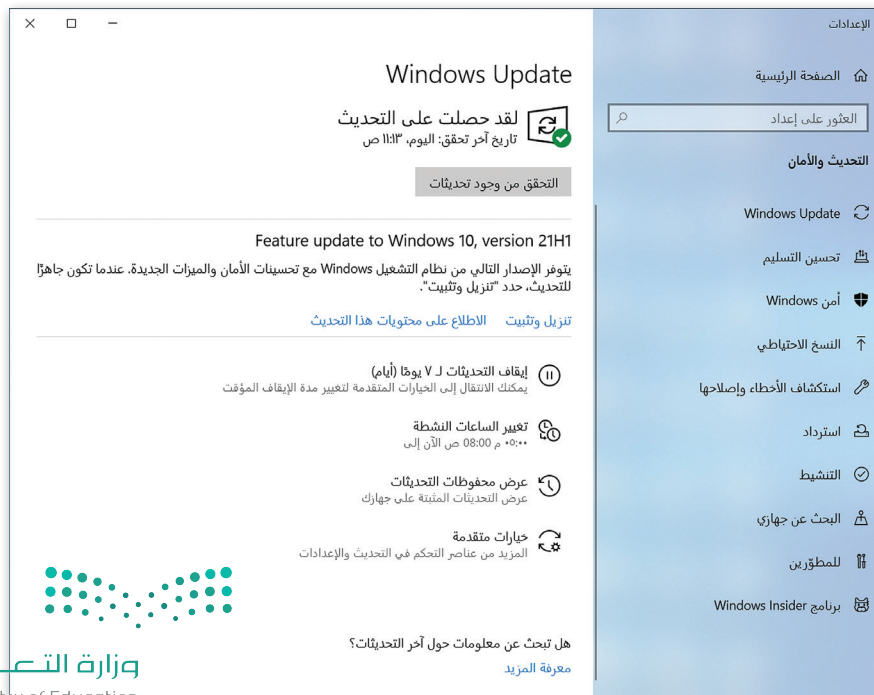 الإعدادات
الصفحة الرئيسية
العثور على إعداد
التحديث والأمان
Windows Update
تحسين التسليم
أمن Windows
النسخ الاحتياطي
استكشاف الأخطاء وإصلاحها
استرداد
التنشيط
البحث عن جهازي
للمطوّرين
برنامج Windows Insider
Windows Update
لقد حصلت على التحديث
تاريخ آخر تحقق: اليوم، ١١:١٣ ص
التحقق من وجود تحديثات
Feature update to Windows 10, version 21H1
يتوفر الإصدار التالي من نظام التشغيل Windows مع تحسينات الأمان والميزات الجديدة. عندما تكون جاهزًا
للتحديث، حدد "تنزيل وتثبيت".
تنزيل وتثبيت الاطلاع على محتويات هذا التحديث
إيقاف التحديثات لـ ٧ يومًا (أيام)
يمكنك الانتقال إلى الخيارات المتقدمة لتغيير مدة الإيقاف المؤقت
تغيير الساعات النشطة
٠٥:٠٠ م 08:00 ص الآن إلى
عرض محفوظات التحديثات
عرض التحديثات المثبتة على جهازك
خيارات متقدمة
المزيد من عناصر التحكم في التحديث والإعدادات
هل تبحث عن معلومات حول آخر التحديثات؟
معرفة المزيد
وزارة التـعـ
of Education